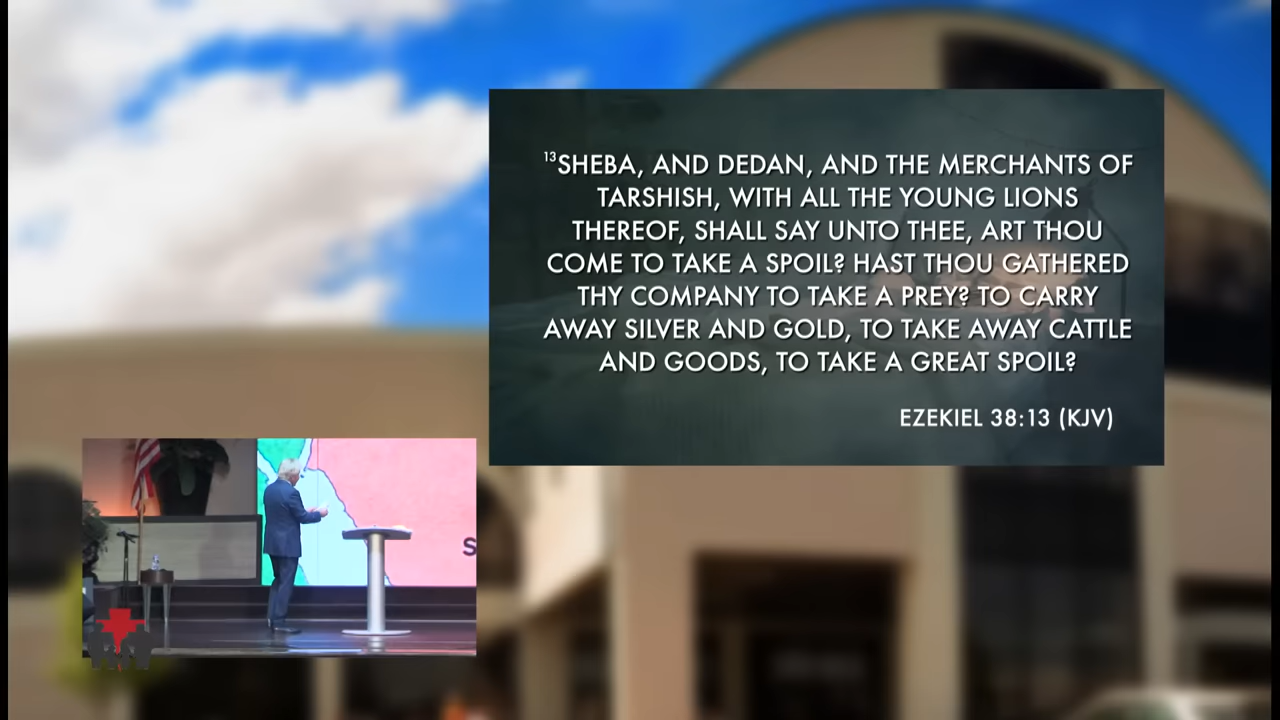 ¹³SHEBA, AND DEDAN, AND THE MERCHANTS OF
TARSHISH, WITH ALL THE YOUNG LIONS
THEREOF, SHALL SAY UNTO THEE, ART THOU
COME TO TAKE A SPOIL? HAST THOU GATHERED
THY COMPANY TO TAKE A PREY? TO CARRY
AWAY SILVER AND GOLD, TO TAKE AWAY CATTLE
AND GOODS, TO TAKE A GREAT SPOIL?
EZEKIEL 38:13 (KJV)
S